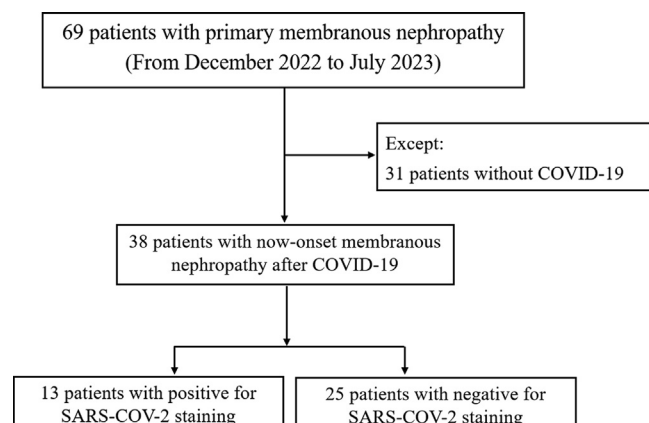 69 patients with primary membranous nephropathy
(From December 2022 to July 2023)
Except:
31 patients without COVID-19
38 patients with now-onset membranous
nephropathy after COVID-19
13 patients with positive for
SARS-COV-2 staining
25 patients with negative for
SARS-COV-2 staining